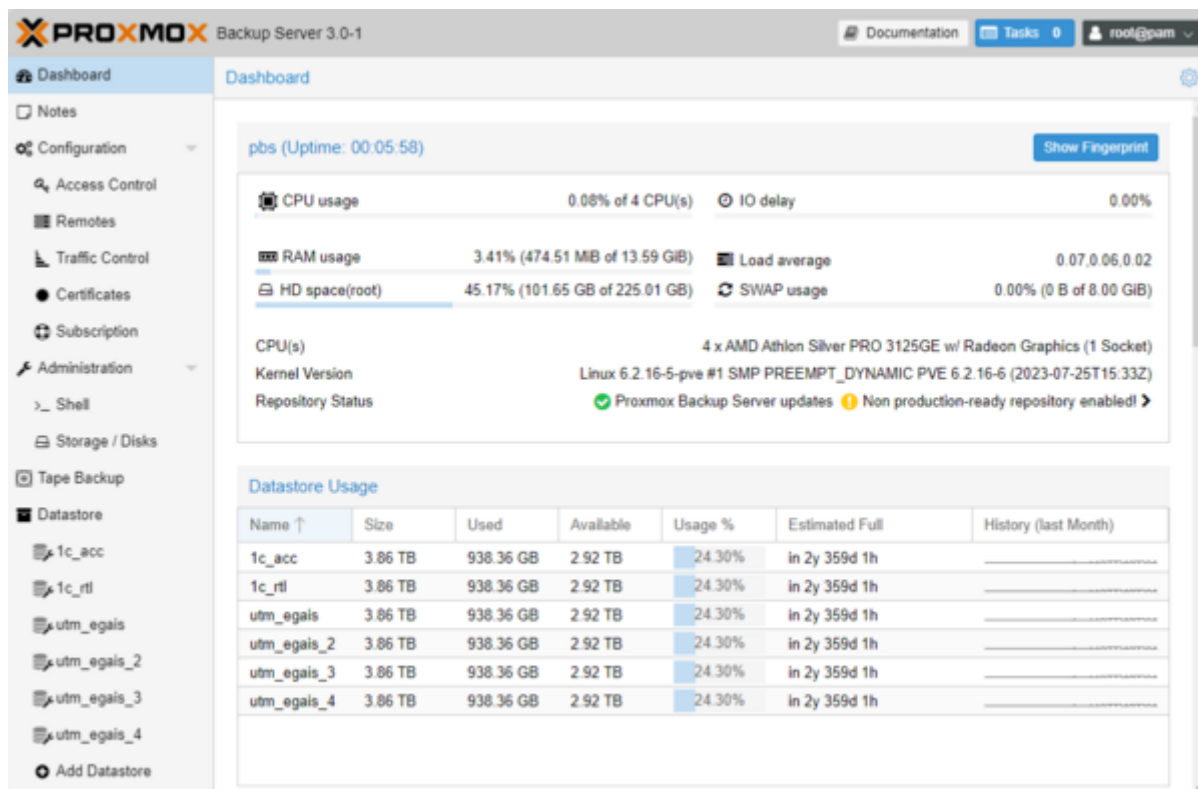 PROXMOX Backup Server 3.0-1 Documentation Tasks 0 root@pam
Dashboard
Notes
Configuration
Access Control
Remotes
Traffic Control
Certificates
Subscription
Administration
>_ Shell
Storage / Disks
Tape Backup
Datastore
1c_acc
1c_rtl
utm_egais
utm_egais_2
utm_egais_3
utm_egais_4
Add Datastore
Dashboard
pbs (Uptime: 00:05:58) Show Fingerprint
CPU usage 0.08% of 4 CPU(s) IO delay 0.00%
RAM usage 3.41% (474.51 MiB of 13.59 GiB) Load average 0.07,0.06,0.02
HD space(root) 45.17% (101.65 GB of 225.01 GB) SWAP usage 0.00% (0 B of 8.00 GiB)
CPU(s) 4 x AMD Athlon Silver PRO 3125GE w/ Radeon Graphics (1 Socket)
Kernel Version Linux 6.2.16-5-pve #1 SMP PREEMPT_DYNAMIC PVE 6.2.16-6 (2023-07-25T15:33Z)
Repository Status Proxmox Backup Server updates Non production-ready repository enabled!
Datastore Usage
Name ↑ Size Used Available Usage % Estimated Full History (last Month)
1c_acc 3.86 TB 938.36 GB 2.92 TB 24.30% in 2y 359d 1h
1c_rtl 3.86 TB 938.36 GB 2.92 TB 24.30% in 2y 359d 1h
utm_egais 3.86 TB 938.36 GB 2.92 TB 24.30% in 2y 359d 1h
utm_egais_2 3.86 TB 938.36 GB 2.92 TB 24.30% in 2y 359d 1h
utm_egais_3 3.86 TB 938.36 GB 2.92 TB 24.30% in 2y 359d 1h
utm_egais_4 3.86 TB 938.36 GB 2.92 TB 24.30% in 2y 359d 1h